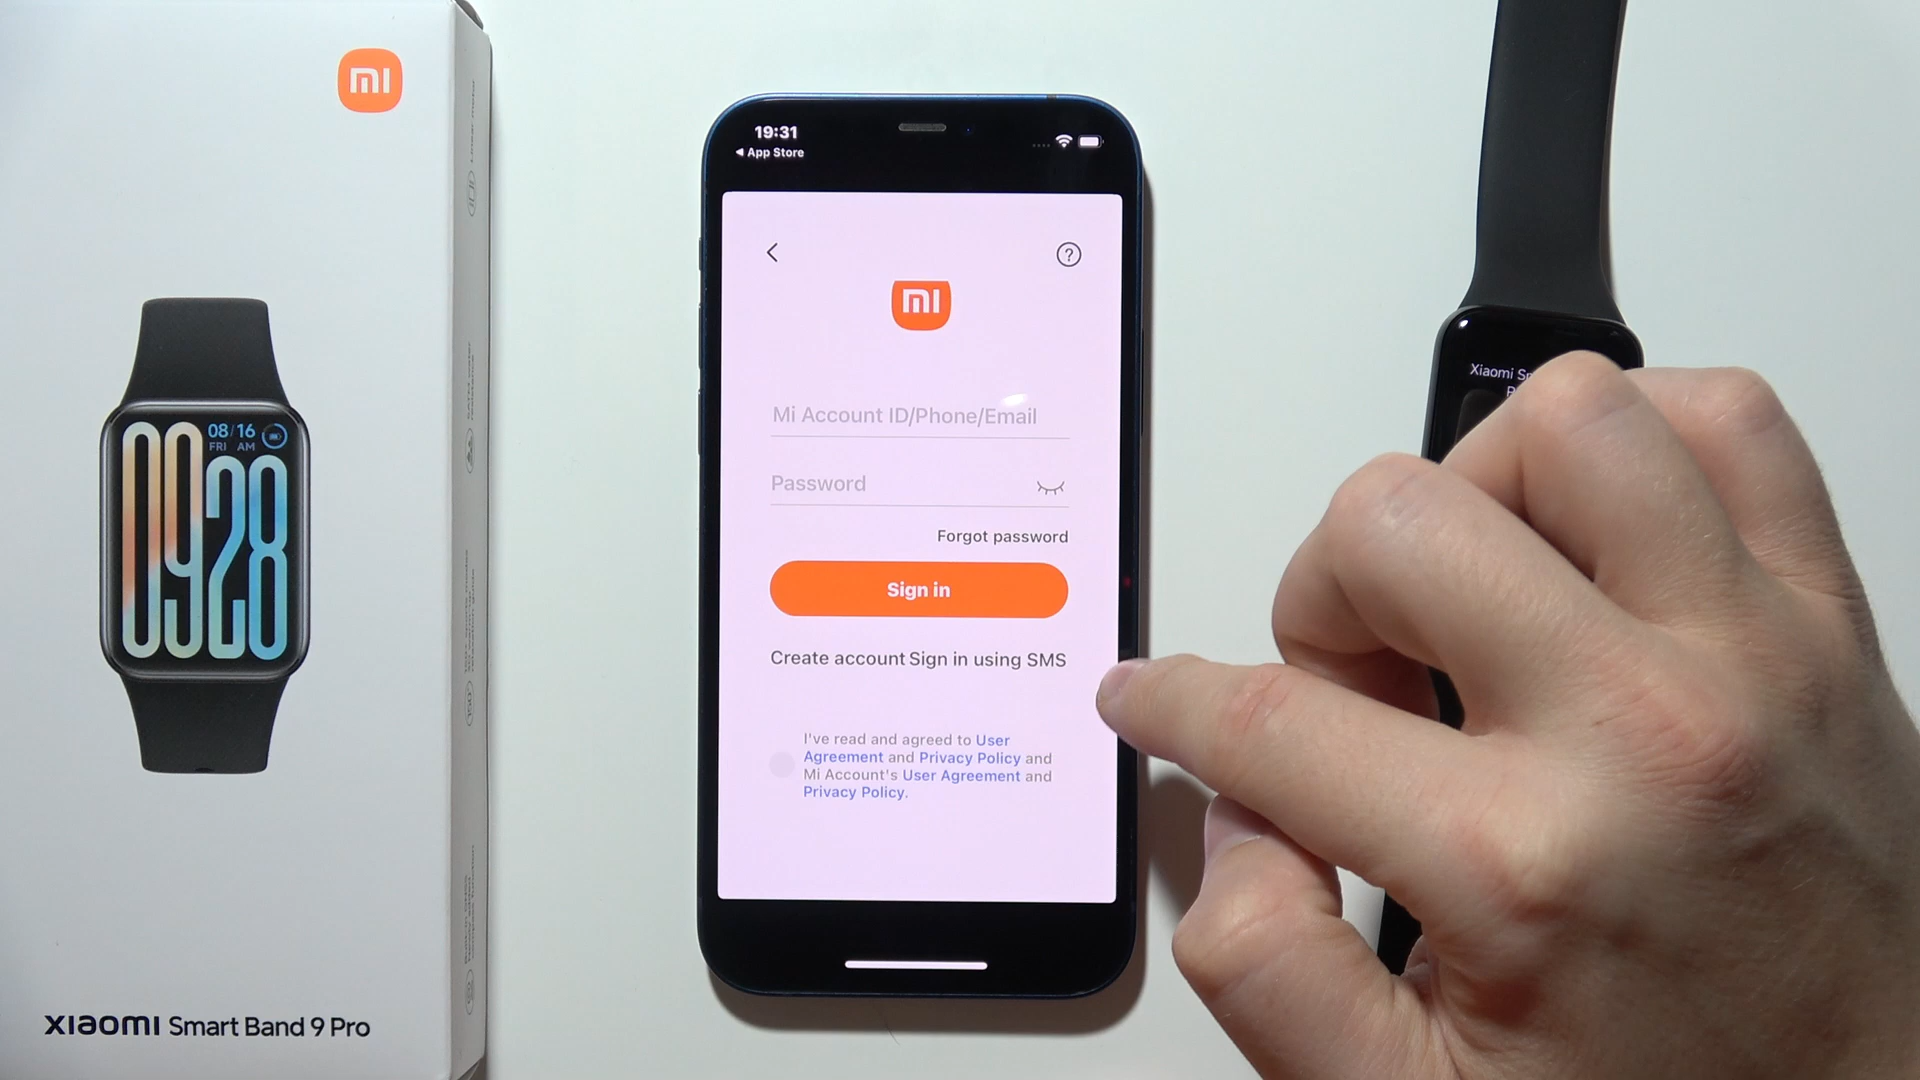 mi
08/16
FRI AM
0928
xiaomi Smart Band 9 Pro
19:31
App Store
mi
Mi Account ID/Phone/Email
Password
Forgot password
Sign in
Create account Sign in using SMS
I've read and agreed to User
Agreement and Privacy Policy and
Mi Account's User Agreement and
Privacy Policy.
Xiaomi